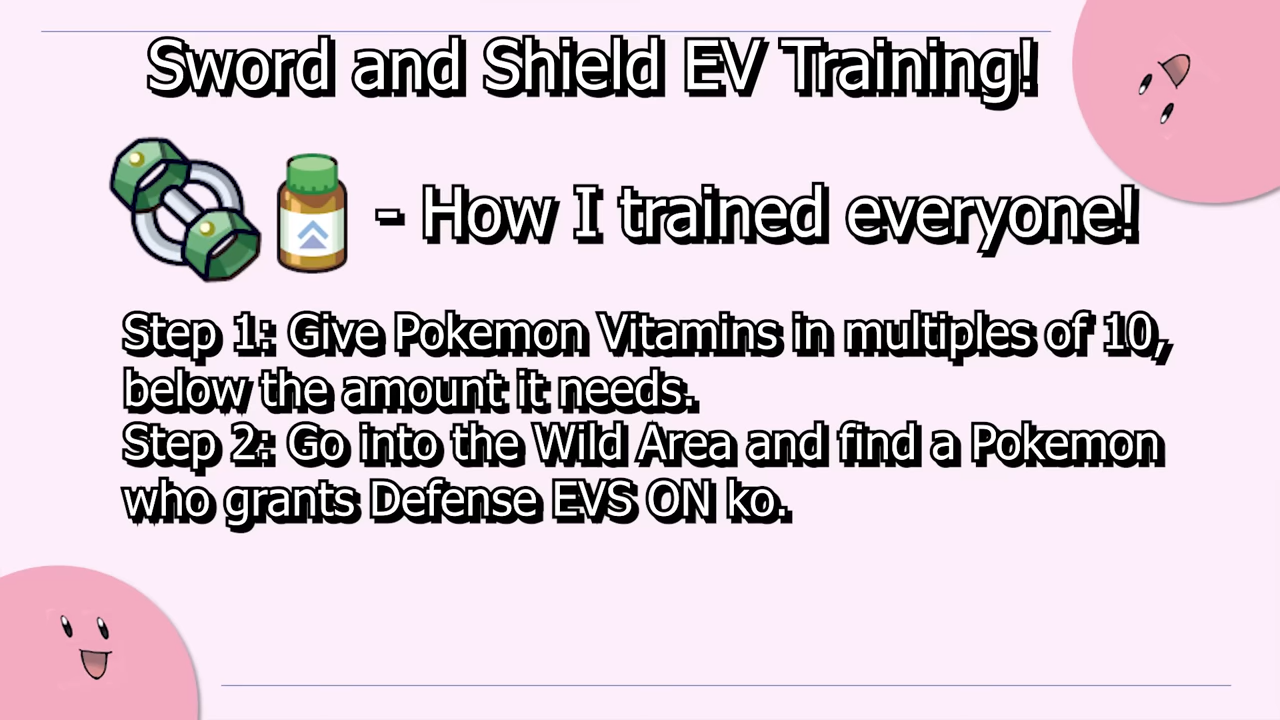 Sword and Shield EV Training!
- How I trained everyone!
Step 1: Give Pokemon Vitamins in multiples of 10,
below the amount it needs.
Step 2: Go into the Wild Area and find a Pokemon
who grants Defense EVS ON ko.